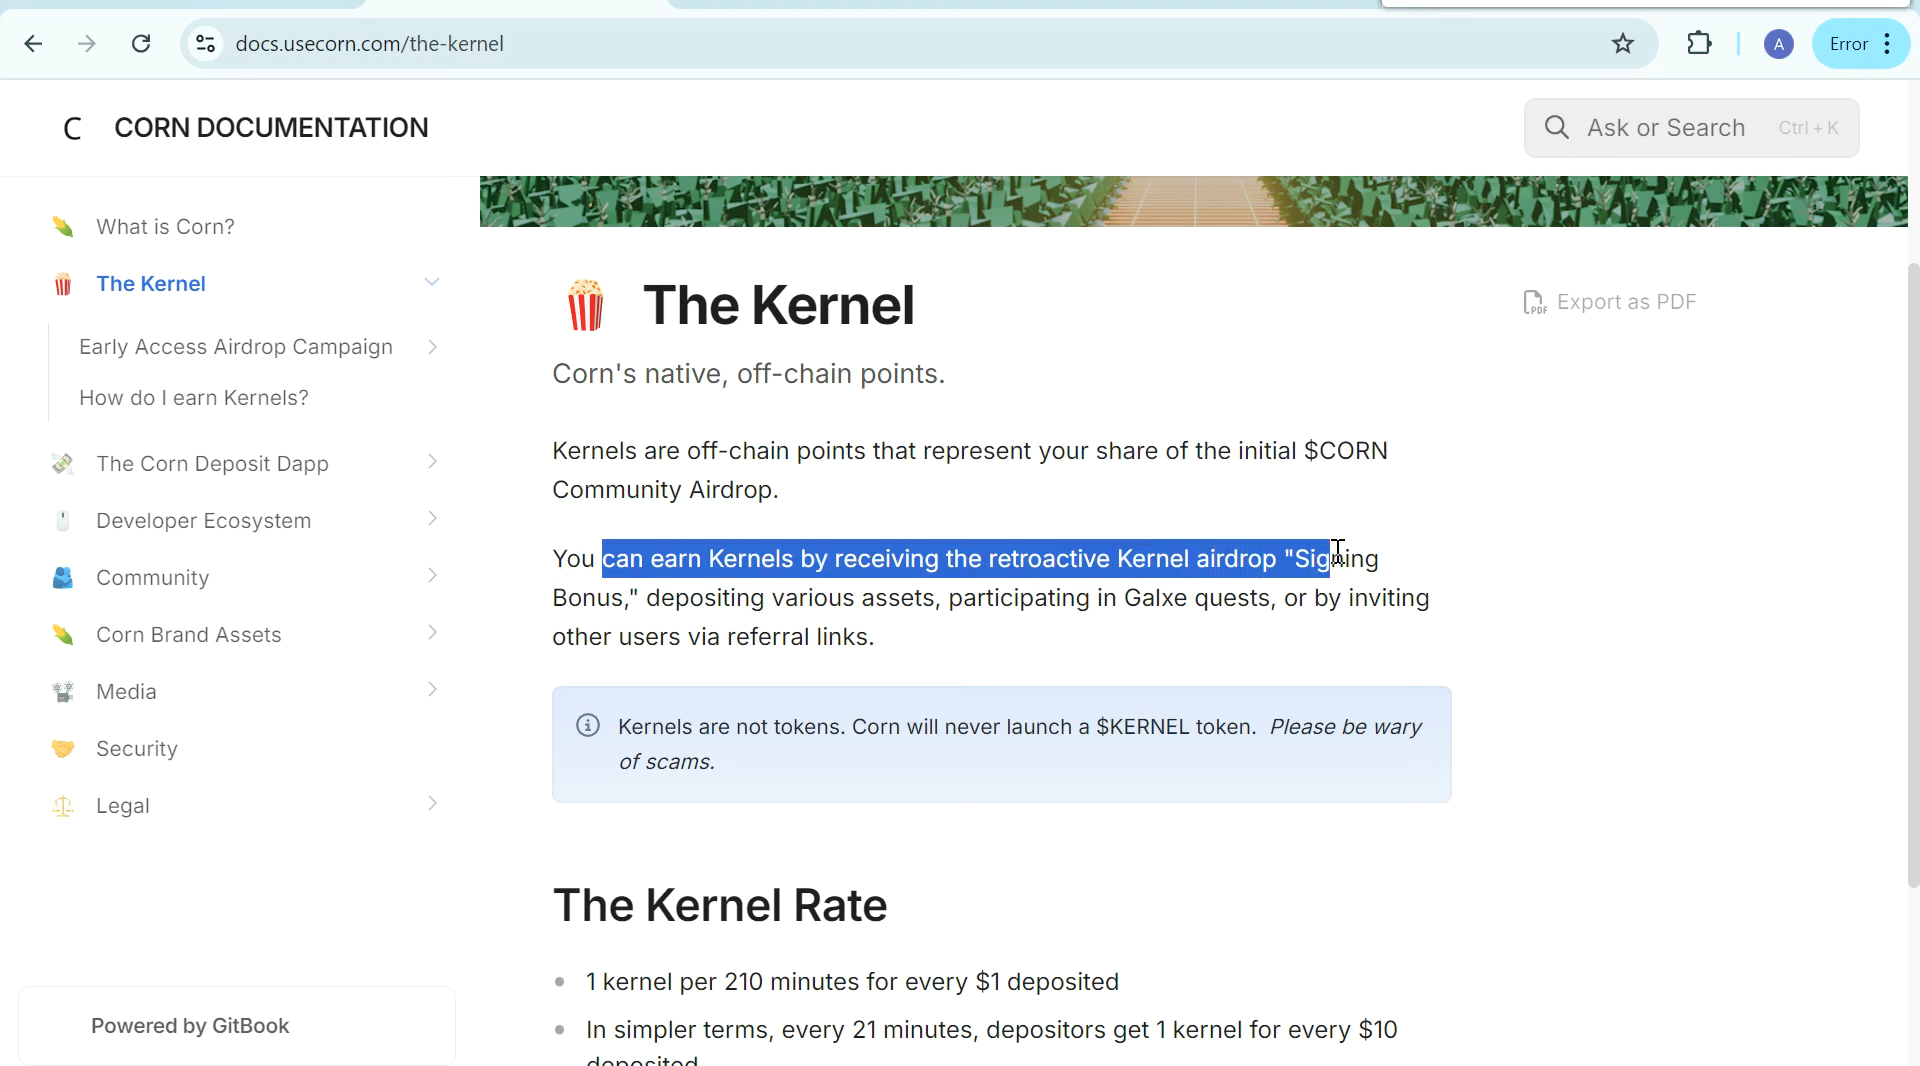 docs.usecorn.com/the-kernel
A
Error
C CORN DOCUMENTATION
Ask or Search Ctrl + K
What is Corn?
The Kernel
Early Access Airdrop Campaign
How do I earn Kernels?
The Corn Deposit Dapp
Developer Ecosystem
Community
Corn Brand Assets
Media
Security
Legal
Powered by GitBook
The Kernel
Export as PDF
PDF
Corn's native, off-chain points.
Kernels are off-chain points that represent your share of the initial $CORN
Community Airdrop.
You can earn Kernels by receiving the retroactive Kernel airdrop "Signing
Bonus," depositing various assets, participating in Galxe quests, or by inviting
other users via referral links.
Kernels are not tokens. Corn will never launch a $KERNEL token. Please be wary
of scams.
The Kernel Rate
1 kernel per 210 minutes for every $1 deposited
In simpler terms, every 21 minutes, depositors get 1 kernel for every $10
deposited